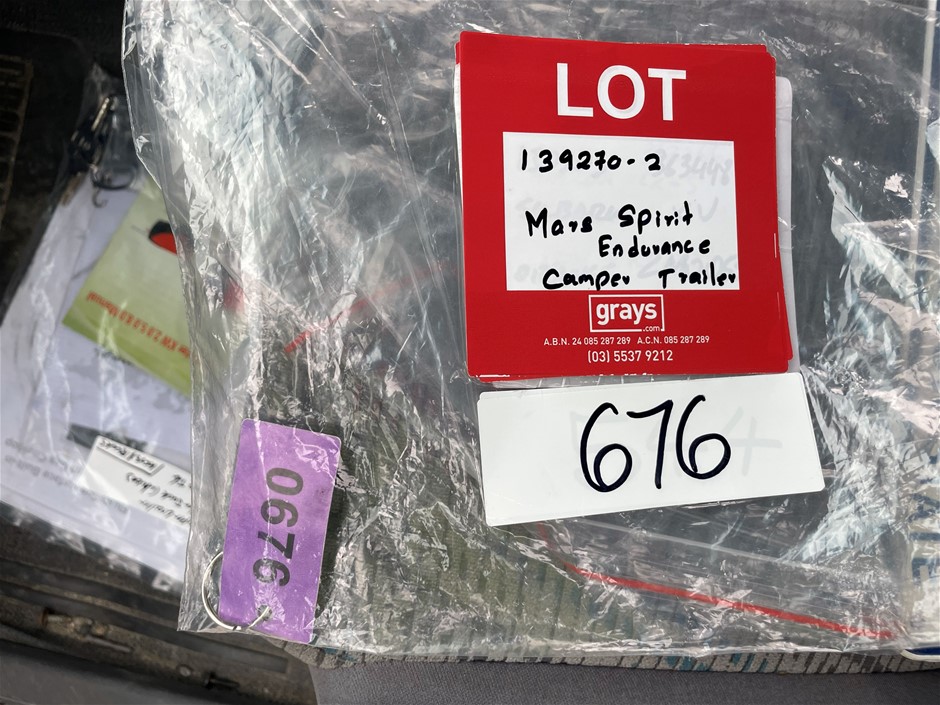 LOT
139270-2
Mars Spirit
Endurance
Camper Trailer
grays
.com
A.B.N. 24 085 287 289 A.C.N. 085 287 289
(03) 5537 9212
676
0676
Manual